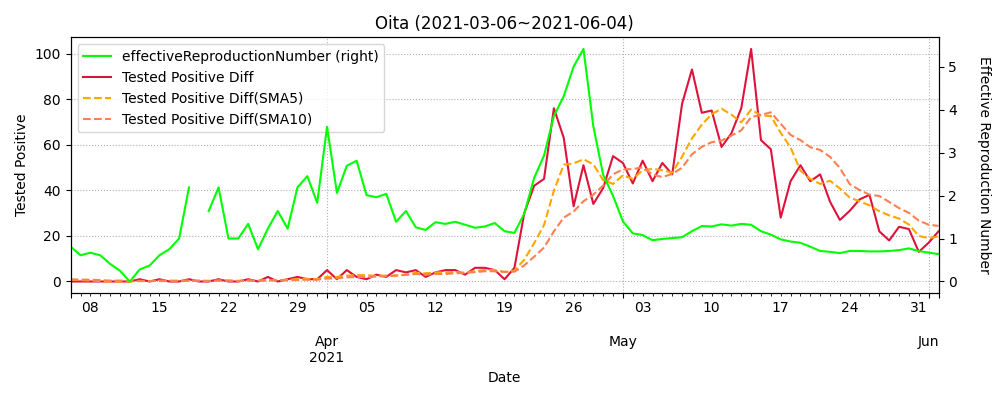 Oita (2021-03-06~2021-06-04)
effectiveReproductionNumber (right)
Tested Positive Diff
Tested Positive Diff(SMA5)
Tested Positive Diff(SMA10)
Tested Positive
100
80
60
40
20
0
5
4
3
2
1
0
Effective Reproduction Number
08 15 22 29 05 12 19 26 03 10 17 24 31
Apr May Jun
2021
Date